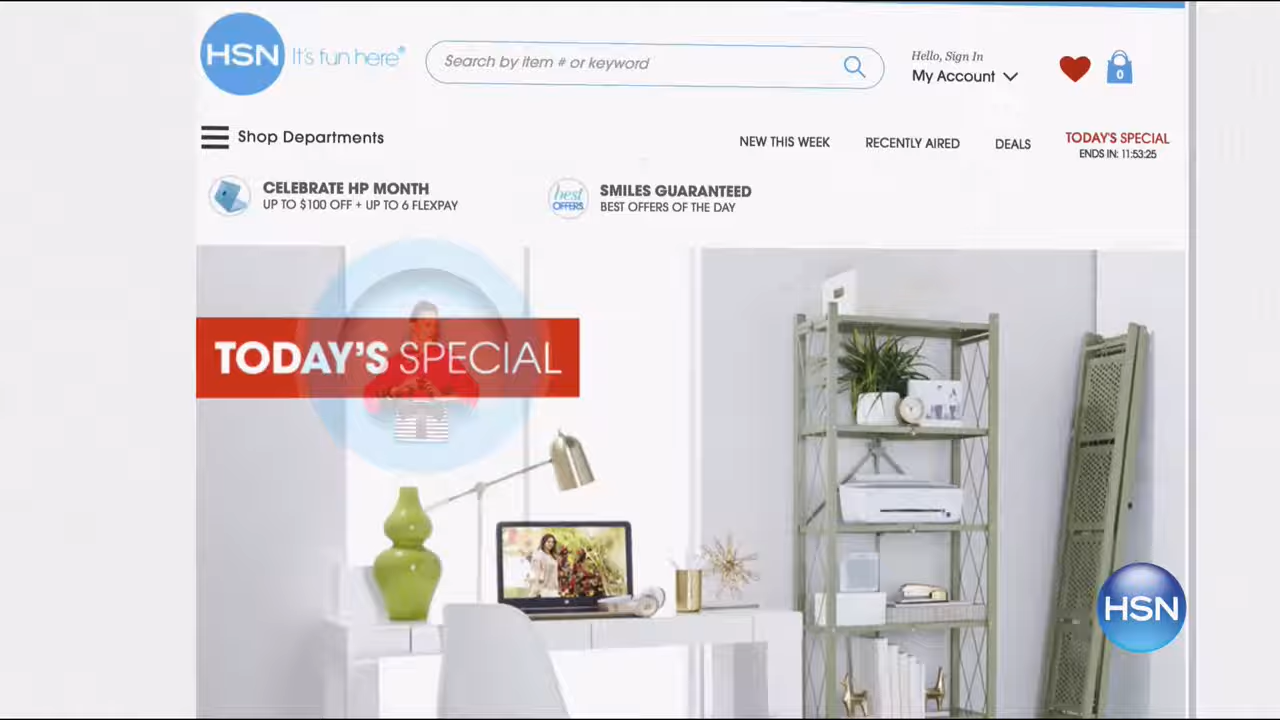 HSN It's fun here®
Search by item # or keyword
Hello, Sign In
My Account
0
Shop Departments
NEW THIS WEEK
RECENTLY AIRED
DEALS
TODAY'S SPECIAL
ENDS IN: 11:53:25
CELEBRATE HP MONTH
UP TO $100 OFF + UP TO 6 FLEXPAY
best
OFFERS
SMILES GUARANTEED
BEST OFFERS OF THE DAY
TODAY'S SPECIAL
HSN